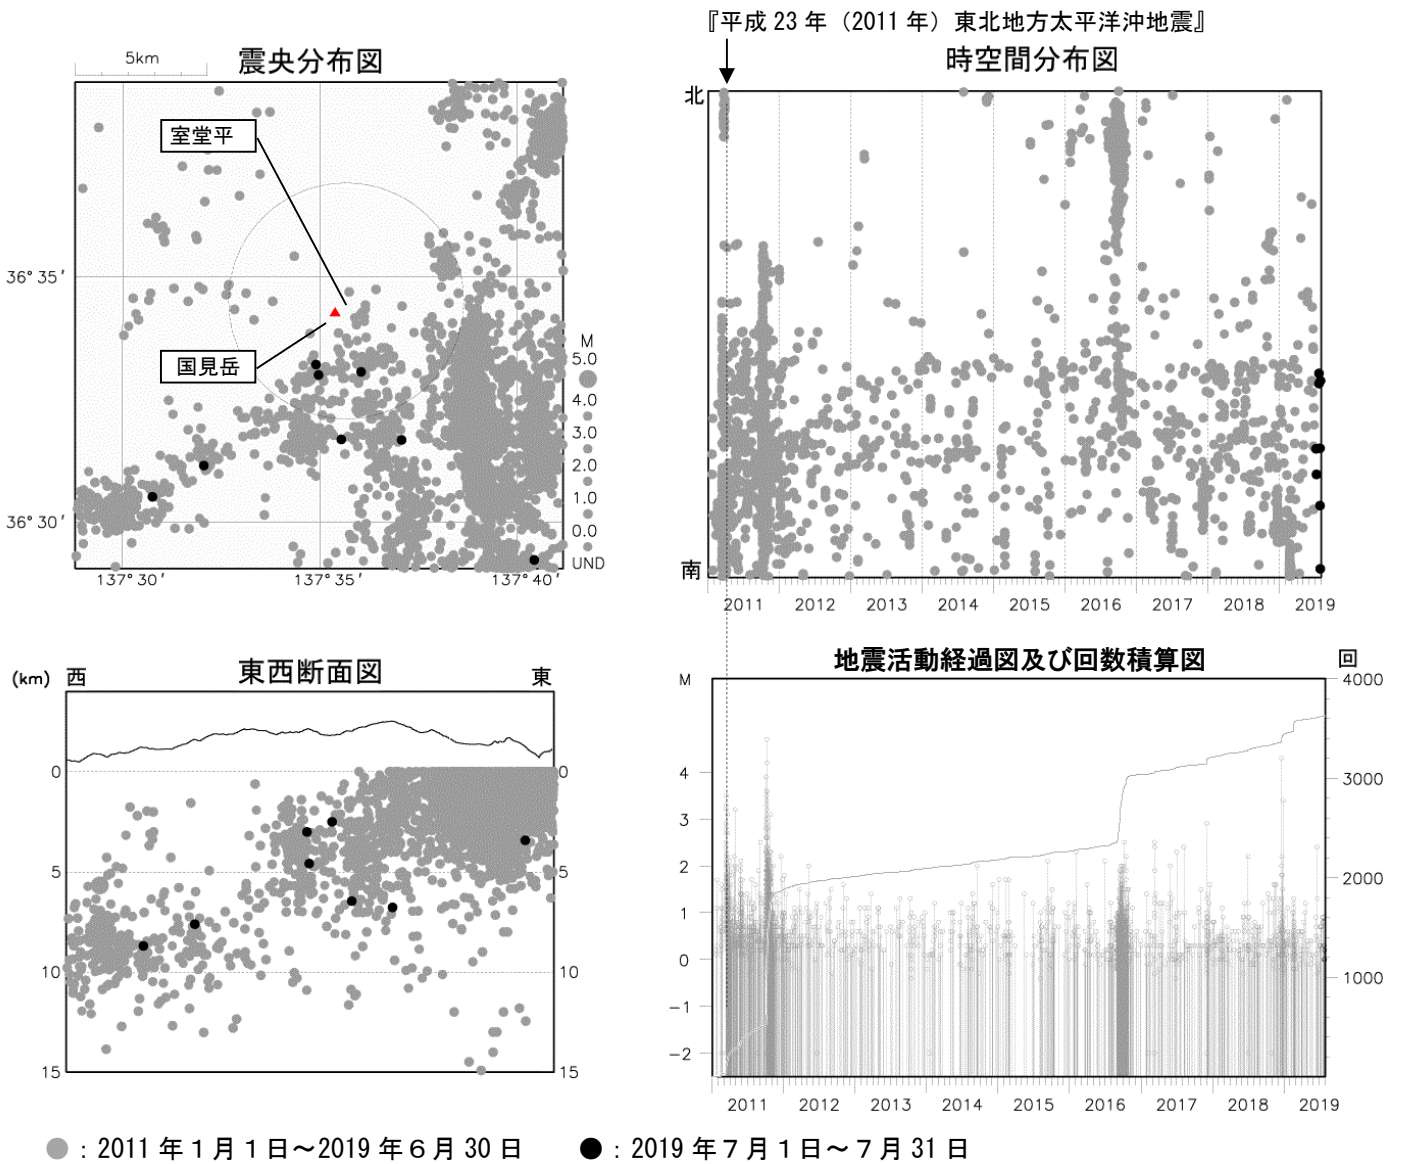 『平成 23 年（2011 年）東北地方太平洋沖地震』
5km
震央分布図
時空間分布図
室堂平
国見岳
36° 35′
36° 30′
137° 30′
137° 35′
137° 40′
M
5.0
4.0
3.0
2.0
1.0
0.0
UND
北
南
2011 2012 2013 2014 2015 2016 2017 2018 2019
(km) 西
東西断面図
東
0
5
10
15
0
5
10
15
地震活動経過図及び回数積算図
回
M
4
3
2
1
0
-1
-2
4000
3000
2000
1000
2011 2012 2013 2014 2015 2016 2017 2018 2019
●：2011 年１月１日～2019 年６月 30 日
●：2019 年７月１日～７月 31 日